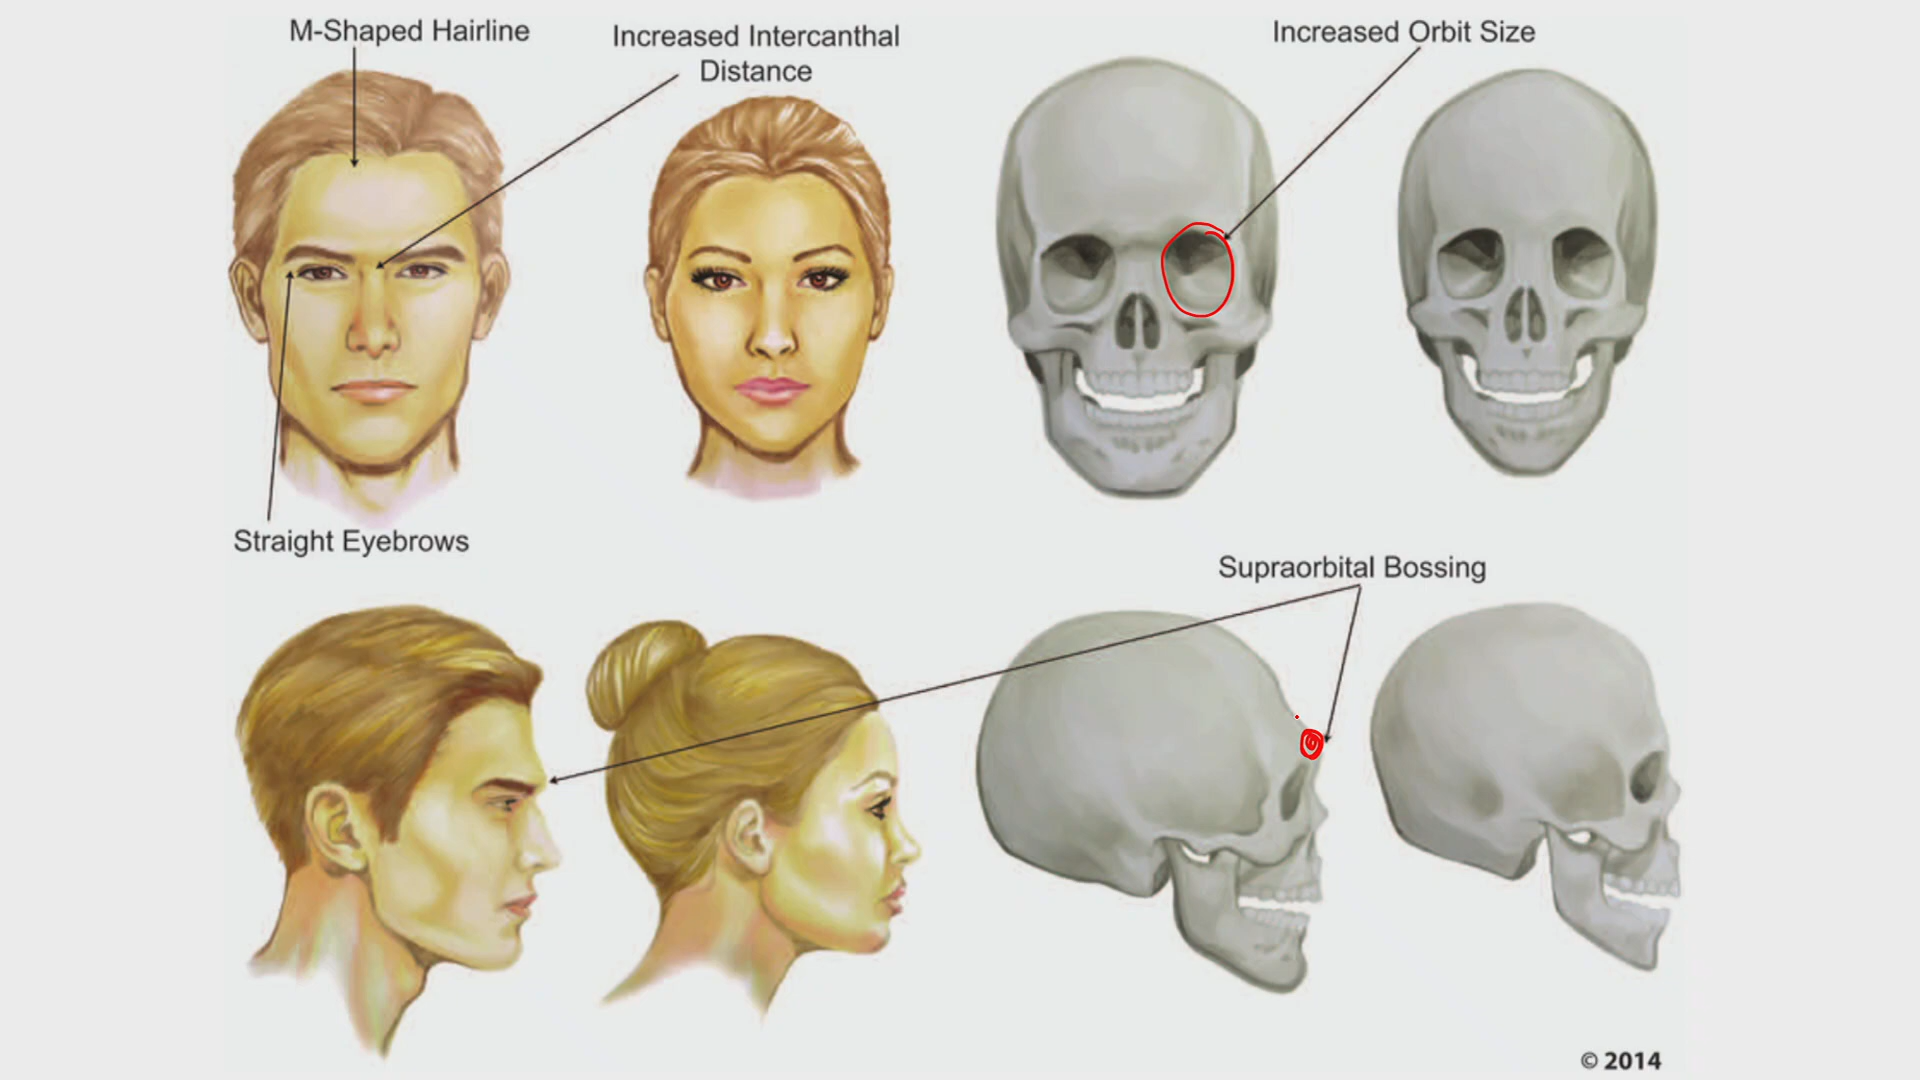 M-Shaped Hairline
Increased Intercanthal
Distance
Increased Orbit Size
Straight Eyebrows
Supraorbital Bossing
© 2014